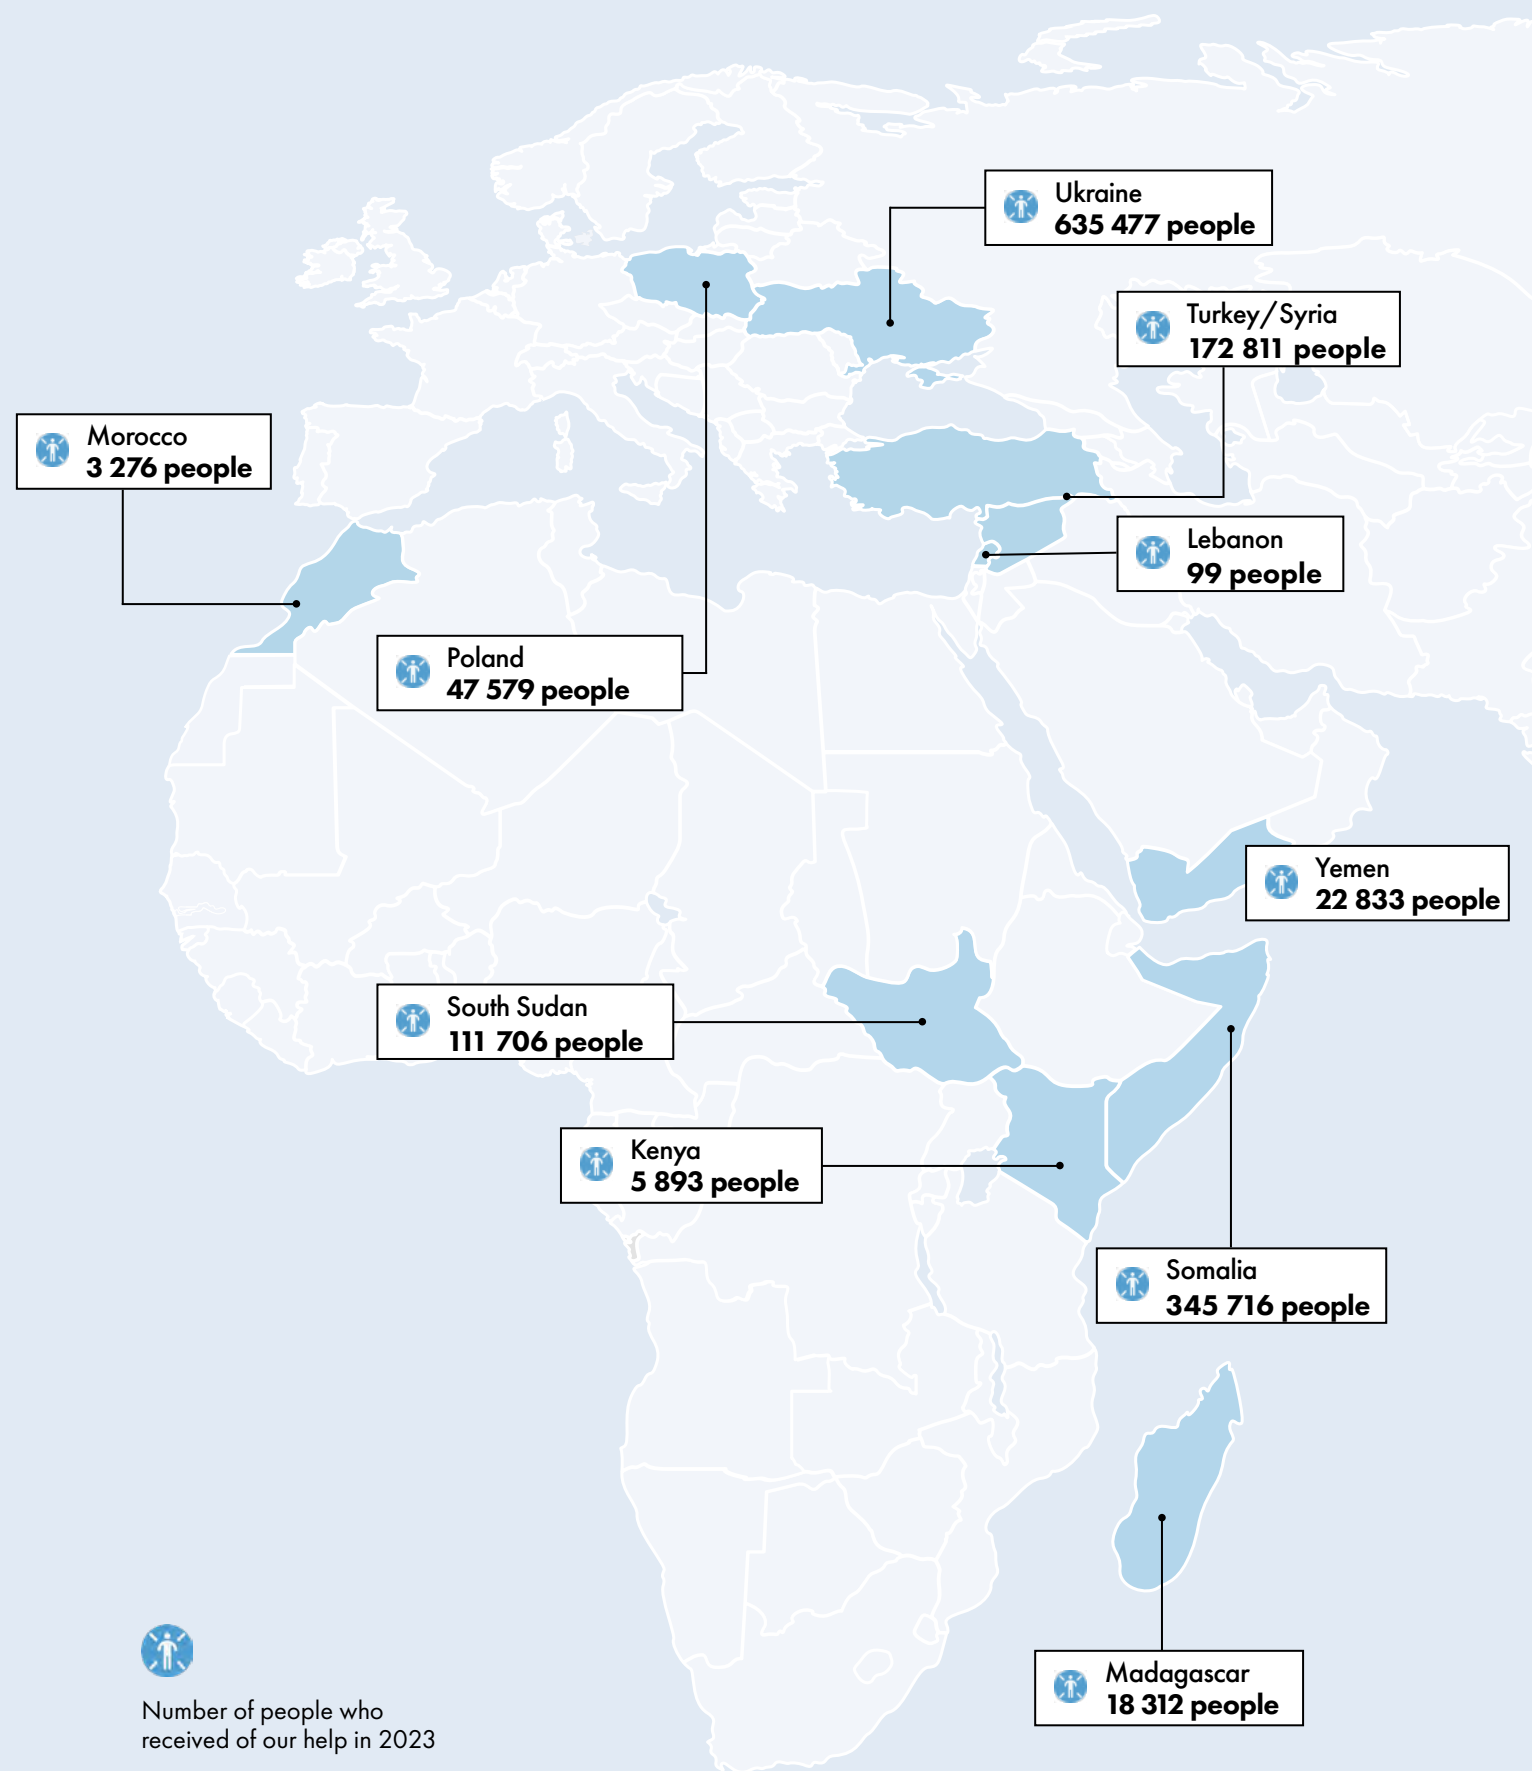 Ukraine
635 477 people
Turkey/Syria
172 811 people
Morocco
3 276 people
Lebanon
99 people
Poland
47 579 people
Yemen
22 833 people
South Sudan
111 706 people
Kenya
5 893 people
Somalia
345 716 people
Madagascar
18 312 people
Number of people who
received of our help in 2023